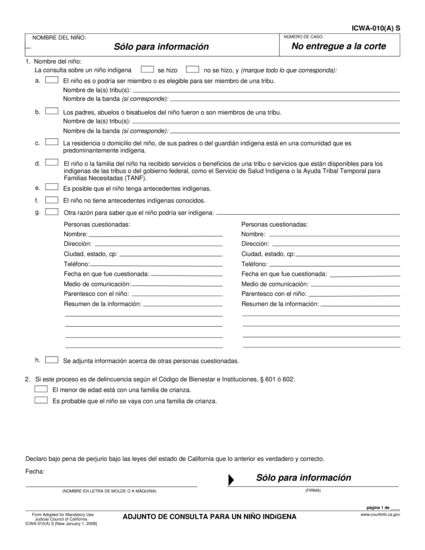 ICWA-010(A) S
NOMBRE DEL NIÑO:
NÚMERO DE CASO:
Sólo para información
No entregue a la corte
1. Nombre del niño:
La consulta sobre un niño indígena se hizo no se hizo, y (marque todo lo que corresponda):
a. El niño es o podría ser miembro o es elegible para ser miembro de una tribu.
Nombre de la(s) tribu(s):
Nombre de la banda (si corresponde):
b. Los padres, abuelos o bisabuelos del niño fueron o son miembros de una tribu.
Nombre de la(s) tribu(s):
Nombre de la banda (si corresponde):
c. La residencia o domicilio del niño, de sus padres o del guardián indígena está en una comunidad que es
predominantemente indígena.
d. El niño o la familia del niño ha recibido servicios o beneficios de una tribu o servicios que están disponibles para los
indígenas de las tribus o del gobierno federal, como el Servicio de Salud Indígena o la Ayuda Tribal Temporal para
Familias Necesitadas (TANF).
e. Es posible que el niño tenga antecedentes indígenas.
f. El niño no tiene antecedentes indígenas conocidos.
g. Otra razón para saber que el niño podría ser indígena:
Personas cuestionadas: Personas cuestionadas:
Nombre: Nombre:
Dirección: Dirección:
Ciudad, estado, cp: Ciudad, estado, cp:
Teléfono: Teléfono:
Fecha en que fue cuestionada: Fecha en que fue cuestionada:
Medio de comunicación: Medio de comunicación:
Parentesco con el niño: Parentesco con el niño:
Resumen de la información: Resumen de la información:
h. Se adjunta información acerca de otras personas cuestionadas.
2. Si este proceso es de delincuencia según el Código de Bienestar e Instituciones, § 601 ó 602:
El menor de edad está con una familia de crianza.
Es probable que el niño se vaya con una familia de crianza.
Declaro bajo pena de perjurio bajo las leyes del estado de California que lo anterior es verdadero y correcto.
Fecha:
Sólo para información
(NOMBRE EN LETRA DE MOLDE O A MÁQUINA) (FIRMA)
página 1 de
Form Adopted for Mandatory Use
Judicial Council of California
ICWA-010(A) S [New January 1, 2008]
ADJUNTO DE CONSULTA PARA UN NIÑO INDíGENA
www.courtinfo.ca.gov